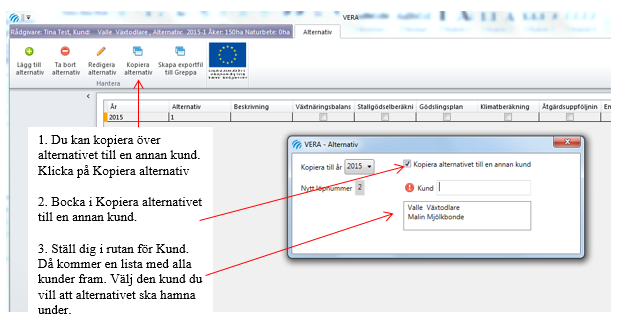 VERA
Rådgivare: Tina Test, Kund: Valle Växtodlare, Alternativ: 2015-1 Åker: 150ha Naturbete: 0ha
Alternativ
Lägg till alternativ
Ta bort alternativ
Redigera alternativ
Kopiera alternativ
Skapa exportfil till Greppa
Hantera
År Alternativ Beskrivning Växtnäringsbalans Stallgödselberäkni Gödslingsplan Klimatberäkning Åtgärdsuppföljnin En
2015 1
1. Du kan kopiera över
alternativet till en annan kund.
Klicka på Kopiera alternativ
2. Bocka i Kopiera alternativet
till en annan kund.
3. Ställ dig i rutan för Kund.
Då kommer en lista med alla
kunder fram. Välj den kund du
vill att alternativet ska hamna
under.
VERA - Alternativ
Kopiera till år 2015
Kopiera alternativet till en annan kund
Nytt löpnummer 2
Kund
Valle Växtodlare
Malin Mjölkbonde